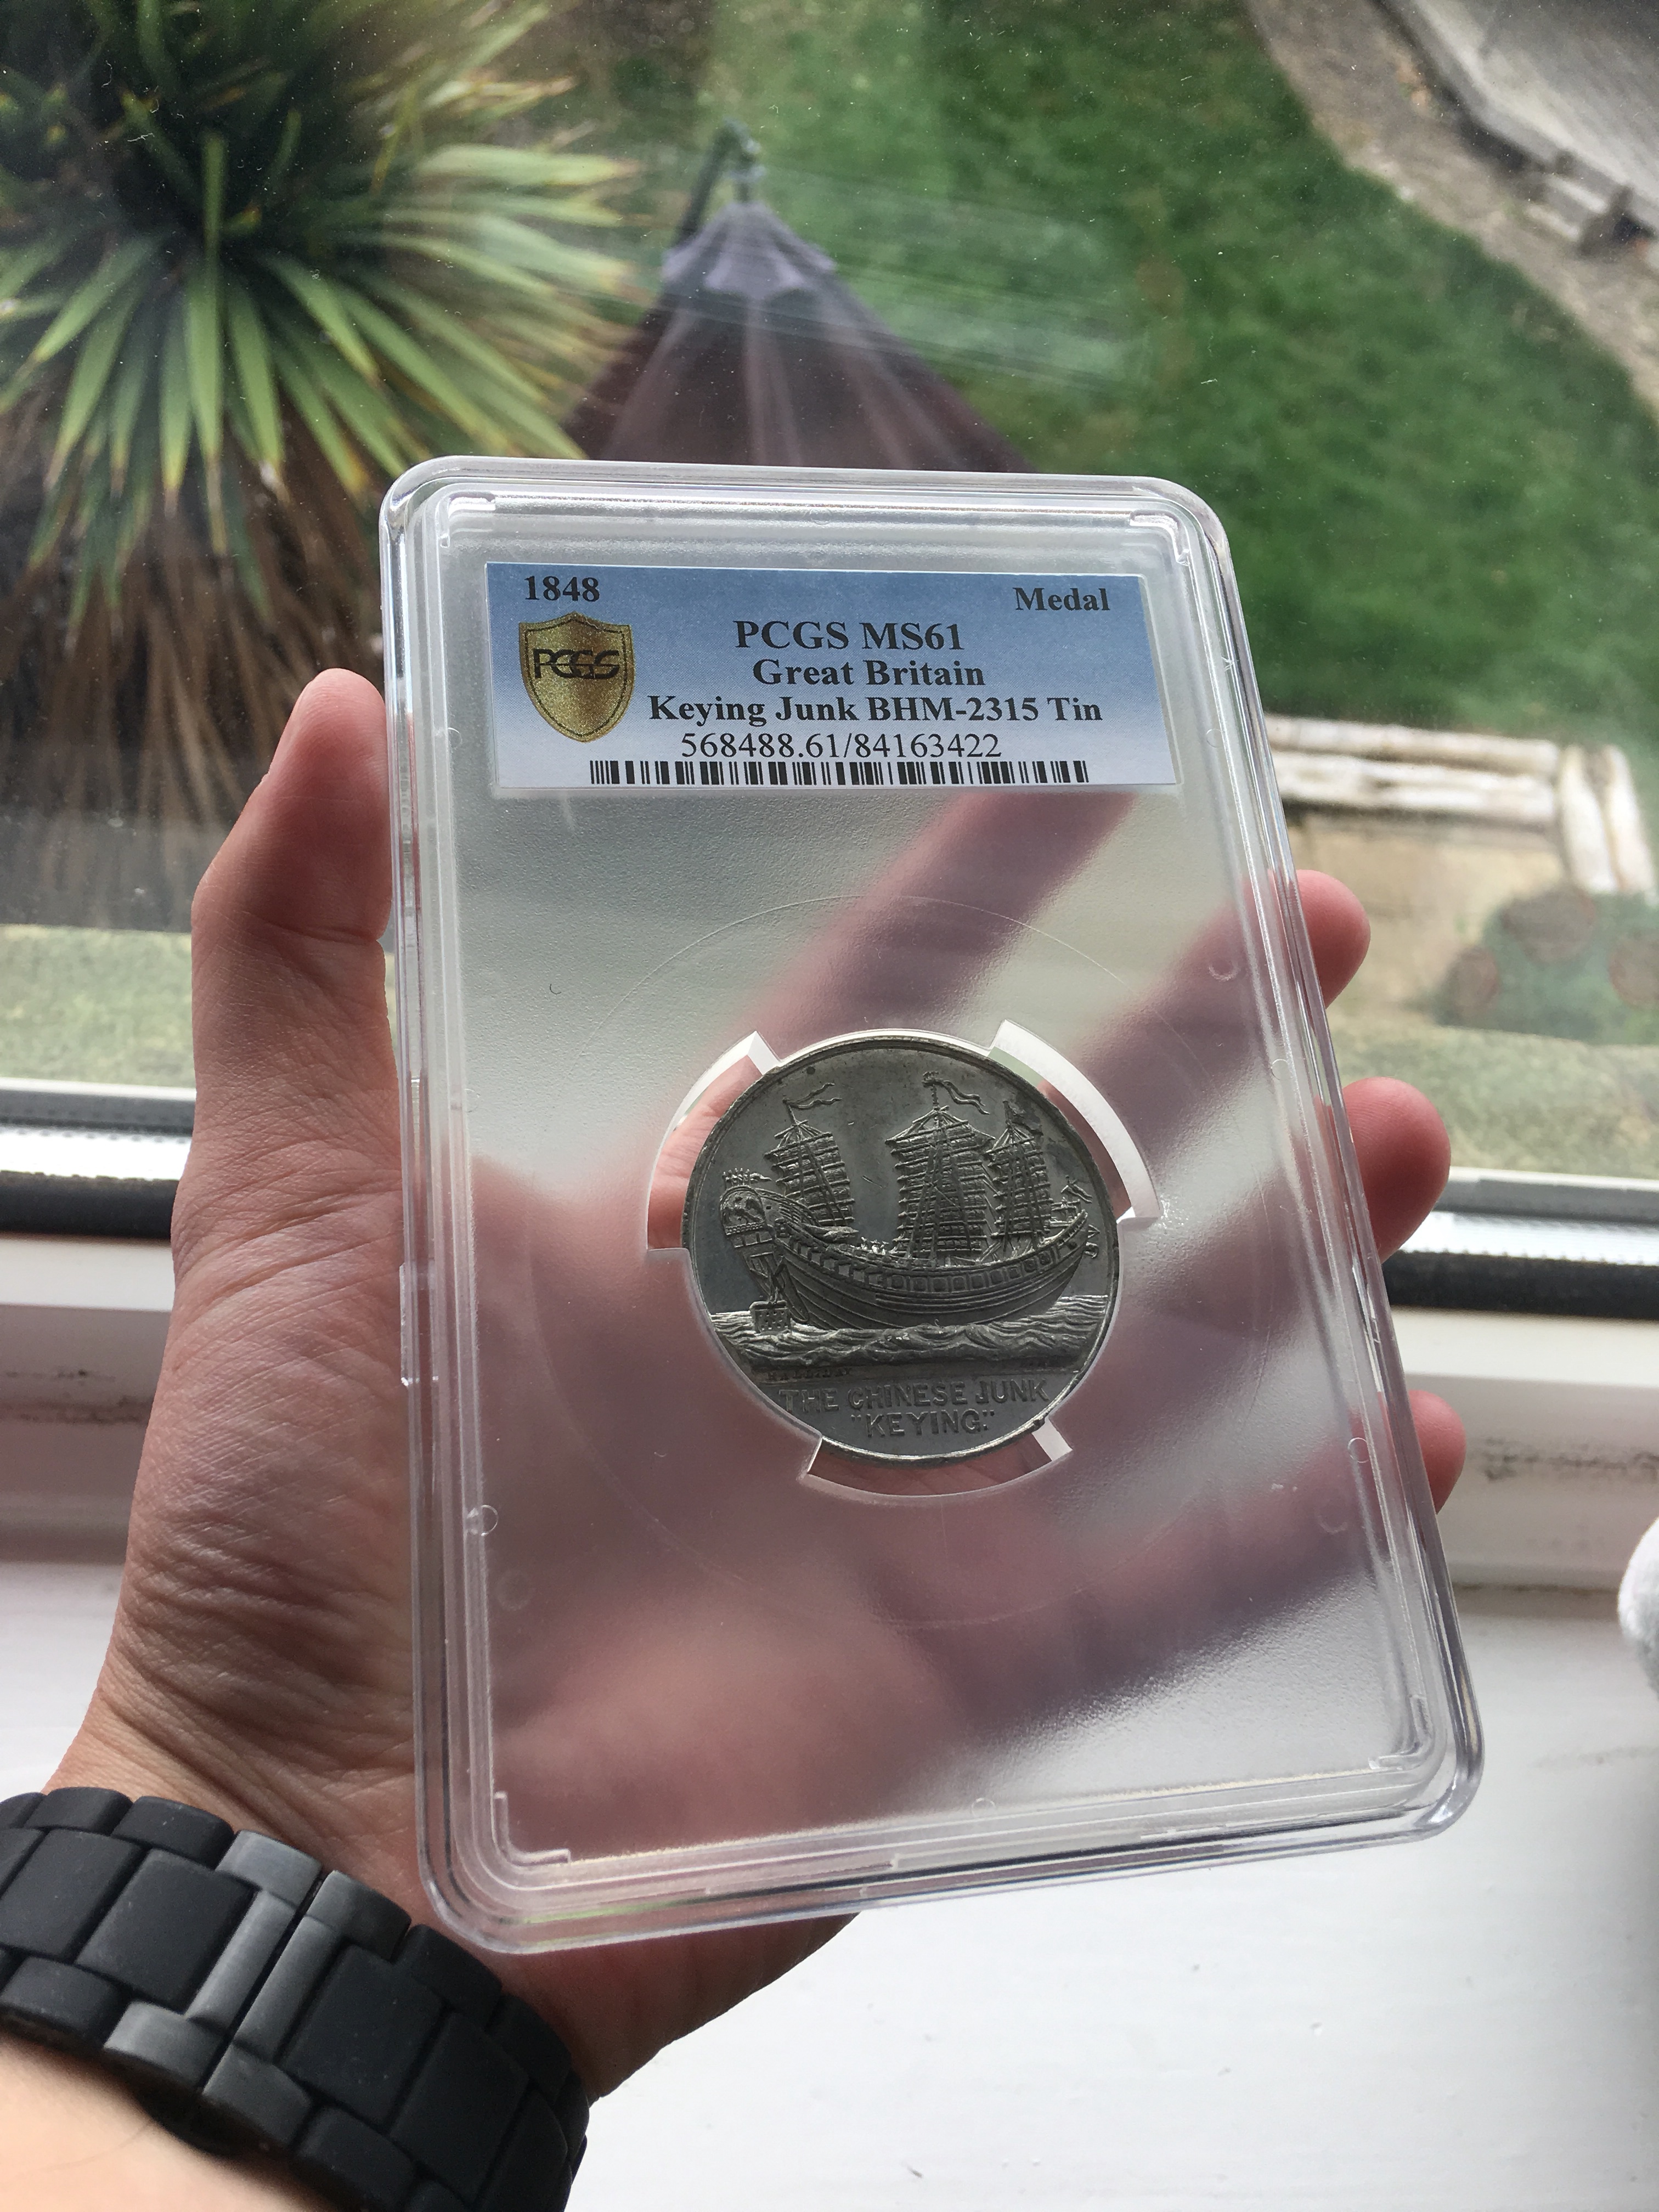 1848 Medal
PCGS MS61
PCGS
Great Britain
Keying Junk BHM-2315 Tin
568488.61/84163422
THE CHINESE JUNK
"KEYING."